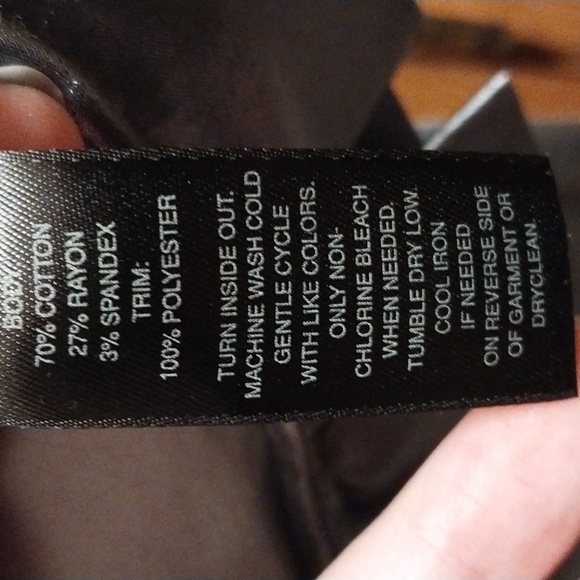 BODY:
70% COTTON
27% RAYON
3% SPANDEX
TRIM:
100% POLYESTER
TURN INSIDE OUT.
MACHINE WASH COLD
GENTLE CYCLE
WITH LIKE COLORS.
ONLY NON-
CHLORINE BLEACH
WHEN NEEDED.
TUMBLE DRY LOW.
COOL IRON
IF NEEDED
ON REVERSE SIDE
OF GARMENT OR
DRYCLEAN.